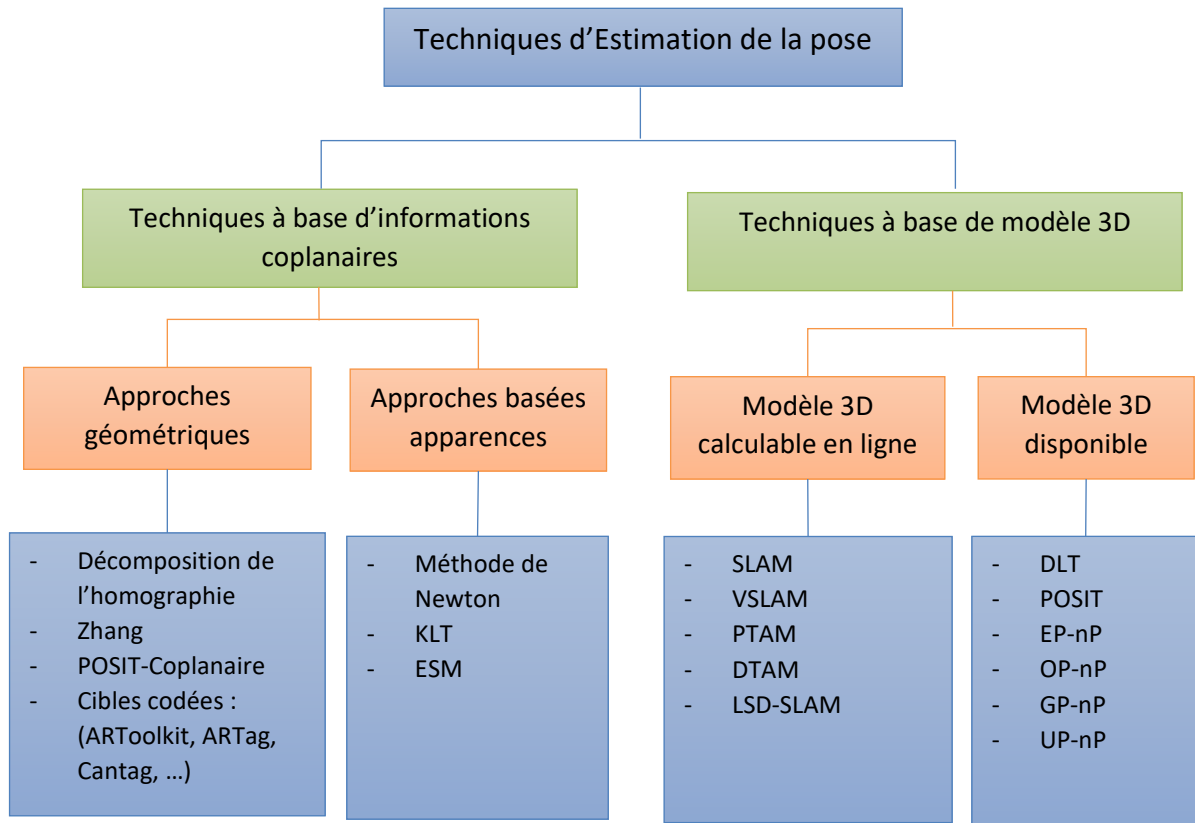 Techniques d’Estimation de la pose
Techniques à base d’informations
coplanaires
Techniques à base de modèle 3D
Approches
géométriques
Approches basées
apparences
Modèle 3D
calculable en ligne
Modèle 3D
disponible
- Décomposition de
l’homographie
- Zhang
- POSIT-Coplanaire
- Cibles codées :
(ARToolkit, ARTag,
Cantag, …)
- Méthode de
Newton
- KLT
- ESM
- SLAM
- VSLAM
- PTAM
- DTAM
- LSD-SLAM
- DLT
- POSIT
- EP-nP
- OP-nP
- GP-nP
- UP-nP